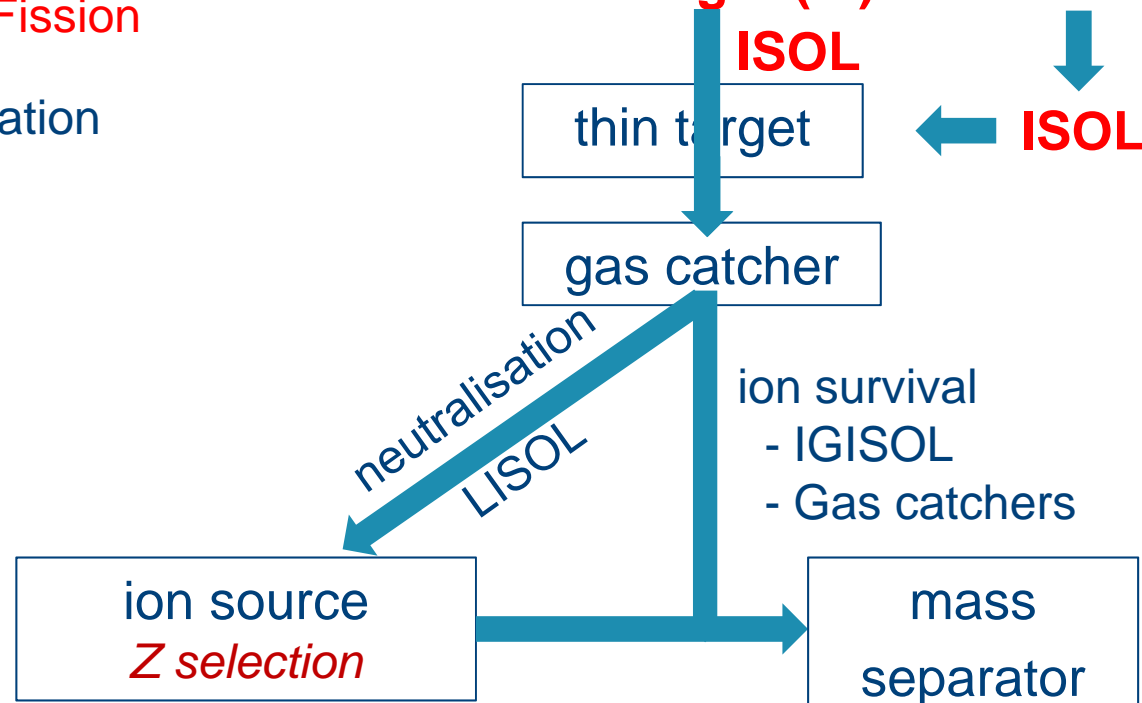 Fission
ISOL
ation
thin target
ISOL
gas catcher
neutralisation
LISOL
ion survival
- IGISOL
- Gas catchers
ion source
Z selection
mass
separator